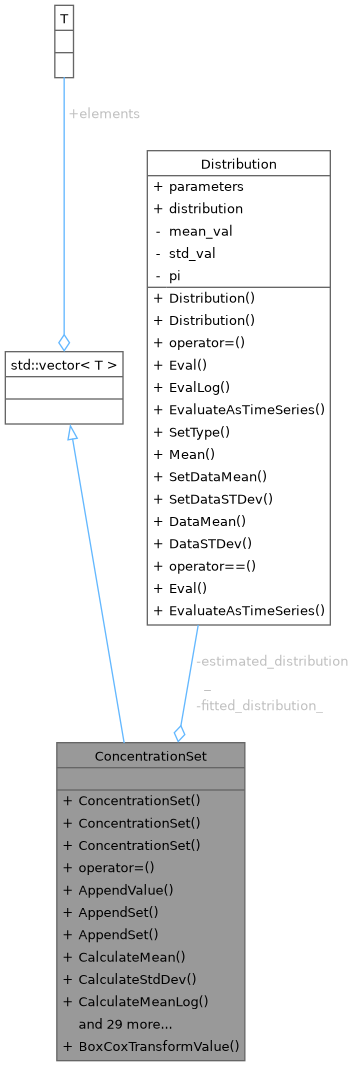 T
+elements
Distribution
+ parameters
+ distribution
- mean_val
- std_val
- pi
+ Distribution()
+ Distribution()
+ operator=()
+ Eval()
+ EvalLog()
+ EvaluateAsTimeSeries()
+ SetType()
+ Mean()
+ SetDataMean()
+ SetDataSTDev()
+ DataMean()
+ DataSTDev()
+ operator==()
+ Eval()
+ EvaluateAsTimeSeries()
std::vector< T >
-estimated_distribution
_
-fitted_distribution_
ConcentrationSet
+ ConcentrationSet()
+ ConcentrationSet()
+ ConcentrationSet()
+ operator=()
+ AppendValue()
+ AppendSet()
+ AppendSet()
+ CalculateMean()
+ CalculateStdDev()
+ CalculateMeanLog()
and 29 more...
+ BoxCoxTransformValue()